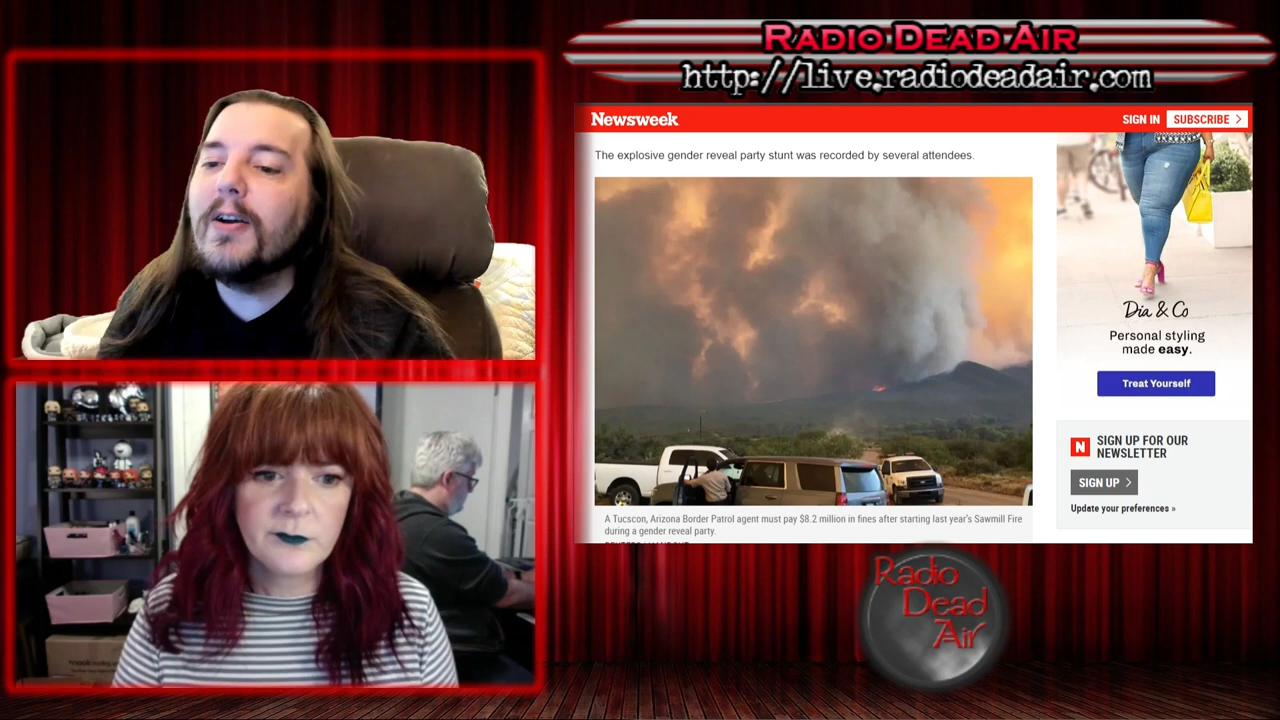 RADIO DEAD AIR
http://live.radiodeadair.com
Newsweek
SIGN IN
SUBSCRIBE >
The explosive gender reveal party stunt was recorded by several attendees.
Dia & Co
Personal styling
made easy.
Treat Yourself
N
SIGN UP FOR OUR
NEWSLETTER
SIGN UP >
Update your preferences »
A Tucscon, Arizona Border Patrol agent must pay $8.2 million in fines after starting last year's Sawmill Fire
during a gender reveal party.
Radio
Dead
Air